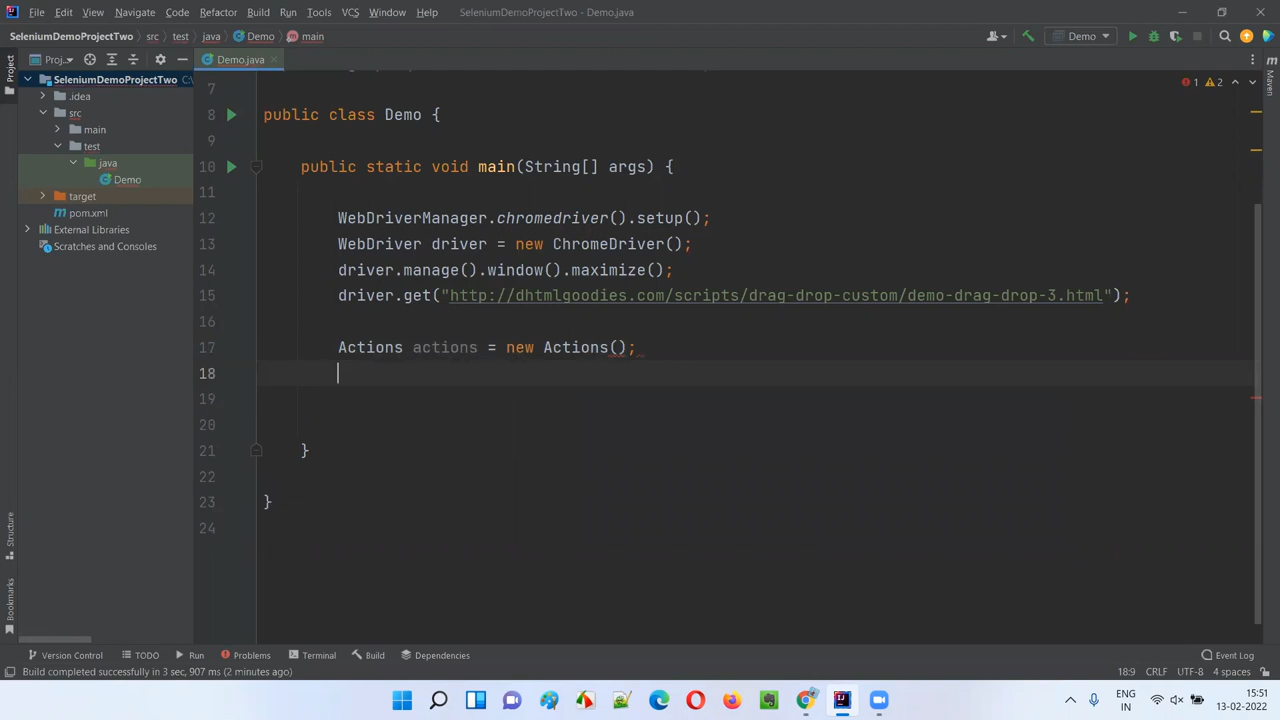 File Edit View Navigate Code Refactor Build Run Tools VCS Window Help SeleniumDemoProjectTwo - Demo.java
SeleniumDemoProjectTwo src test java Demo main Demo
Project Proj... Demo.java Maven
SeleniumDemoProjectTwo C:\
.idea
src
main
test
java
Demo
target
pom.xml
External Libraries
Scratches and Consoles
1 2
7
8 public class Demo {
9
10 public static void main(String[] args) {
11
12 WebDriverManager.chromedriver().setup();
13 WebDriver driver = new ChromeDriver();
14 driver.manage().window().maximize();
15 driver.get("http://dhtmlgoodies.com/scripts/drag-drop-custom/demo-drag-drop-3.html");
16
17 Actions actions = new Actions();
18
19
20
21 }
22
23 }
24
Structure
Bookmarks
Version Control TODO Run Problems Terminal Build Dependencies Event Log
Build completed successfully in 3 sec, 907 ms (2 minutes ago) 18:9 CRLF UTF-8 4 spaces
ENG 15:51
IN 13-02-2022